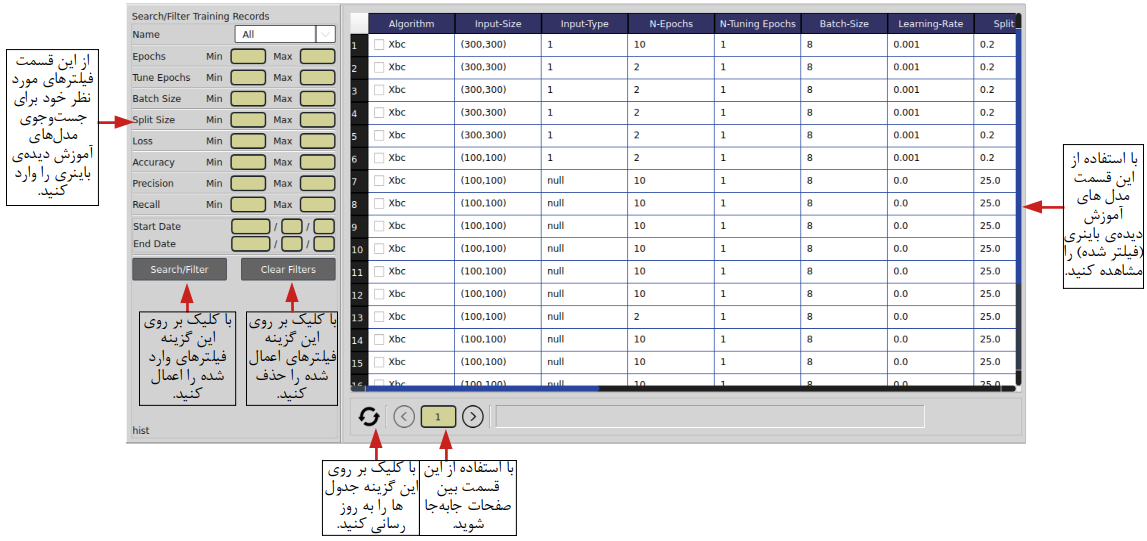 Search/Filter Training Records
Name All
Epochs Min Max
Tune Epochs Min Max
Batch Size Min Max
Split Size Min Max
Loss Min Max
Accuracy Min Max
Precision Min Max
Recall Min Max
Start Date / /
End Date / /
Search/Filter Clear Filters
hist
از این قسمت
فیلترهای مورد
نظر خود برای
جست‌وجوی
مدل‌های
آموزش دیده‌ی
باینری را وارد
کنید.
با کلیک بر روی
این گزینه
فیلترهای وارد
شده را اعمال
کنید.
با کلیک بر روی
این گزینه
فیلترهای اعمال
شده را حذف
کنید.
Algorithm Input-Size Input-Type N-Epochs N-Tuning Epochs Batch-Size Learning-Rate Split
1 Xbc (300,300) 1 10 1 8 0.001 0.2
2 Xbc (300,300) 1 2 1 8 0.001 0.2
3 Xbc (300,300) 1 2 1 8 0.001 0.2
4 Xbc (300,300) 1 2 1 8 0.001 0.2
5 Xbc (300,300) 1 2 1 8 0.001 0.2
6 Xbc (100,100) 1 2 1 8 0.001 0.2
7 Xbc (100,100) null 10 1 8 0.0 25.0
8 Xbc (100,100) null 10 1 8 0.0 25.0
9 Xbc (100,100) null 10 1 8 0.0 25.0
10 Xbc (100,100) null 10 1 8 0.0 25.0
11 Xbc (100,100) null 10 1 8 0.0 25.0
12 Xbc (100,100) null 10 1 8 0.0 25.0
13 Xbc (100,100) null 2 1 8 0.0 25.0
14 Xbc (100,100) null 10 1 8 0.0 25.0
15 Xbc (100,100) null 10 1 8 0.0 25.0
16 Xbc (100,100) null 10 1 8 0.0 25.0
1
با استفاده از
این قسمت
مدل های
آموزش
دیده‌ی باینری
(فیلتر شده) را
مشاهده کنید.
با کلیک بر روی
این گزینه جدول
ها را به روز
رسانی کنید.
با استفاده از این
قسمت بین
صفحات جابه‌جا
شوید.